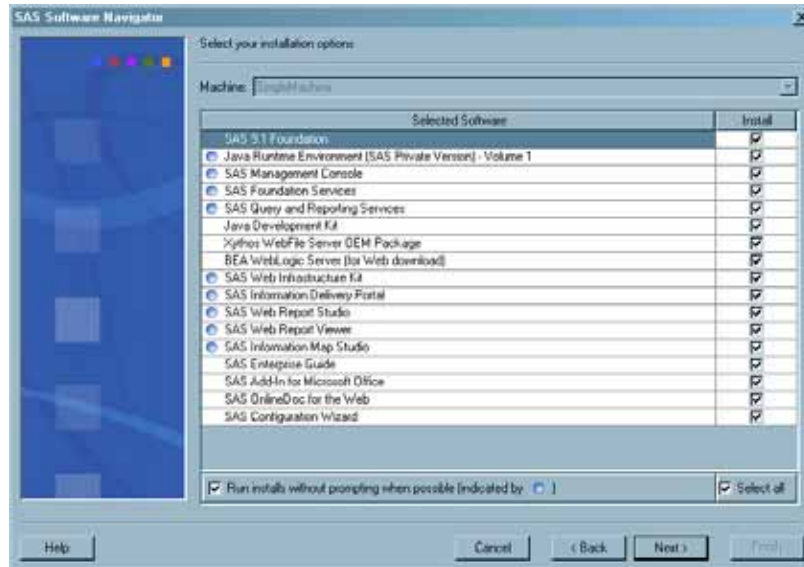 SAS Software Navigator
Select your installation options
Machine: SingleMachine
Selected Software Install
SAS 9.1 Foundation
Java Runtime Environment (SAS Private Version) - Volume 1
SAS Management Console
SAS Foundation Services
SAS Query and Reporting Services
Java Development Kit
Xythos WebFile Server OEM Package
BEA WebLogic Server (for Web download)
SAS Web Infrastructure Kit
SAS Information Delivery Portal
SAS Web Report Studio
SAS Web Report Viewer
SAS Information Map Studio
SAS Enterprise Guide
SAS Add-In for Microsoft Office
SAS OnlineDoc for the Web
SAS Configuration Wizard
Run installs without prompting when possible (indicated by ) Select all
Help Cancel < Back Next > Finish